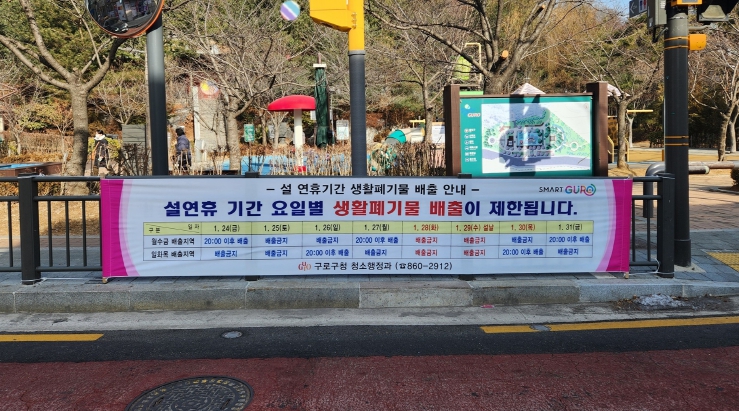 - 설 연휴기간 생활폐기물 배출 안내 -
SMART GURO
설연휴 기간 요일별 생활폐기물 배출이 제한됩니다.
구분 일자 1. 24(금) 1. 25(토) 1. 26(일) 1. 27(월) 1. 28(화) 1. 29(수) 설날 1. 30(목) 1. 31(금)
월수금 배출지역 20:00 이후 배출 배출금지 배출금지 20:00 이후 배출 배출금지 배출금지 배출금지 20:00 이후 배출
일화목 배출지역 배출금지 배출금지 20:00 이후 배출 배출금지 배출금지 배출금지 20:00 이후 배출 배출금지
구로구청 청소행정과 (☎860-2912)
GURO